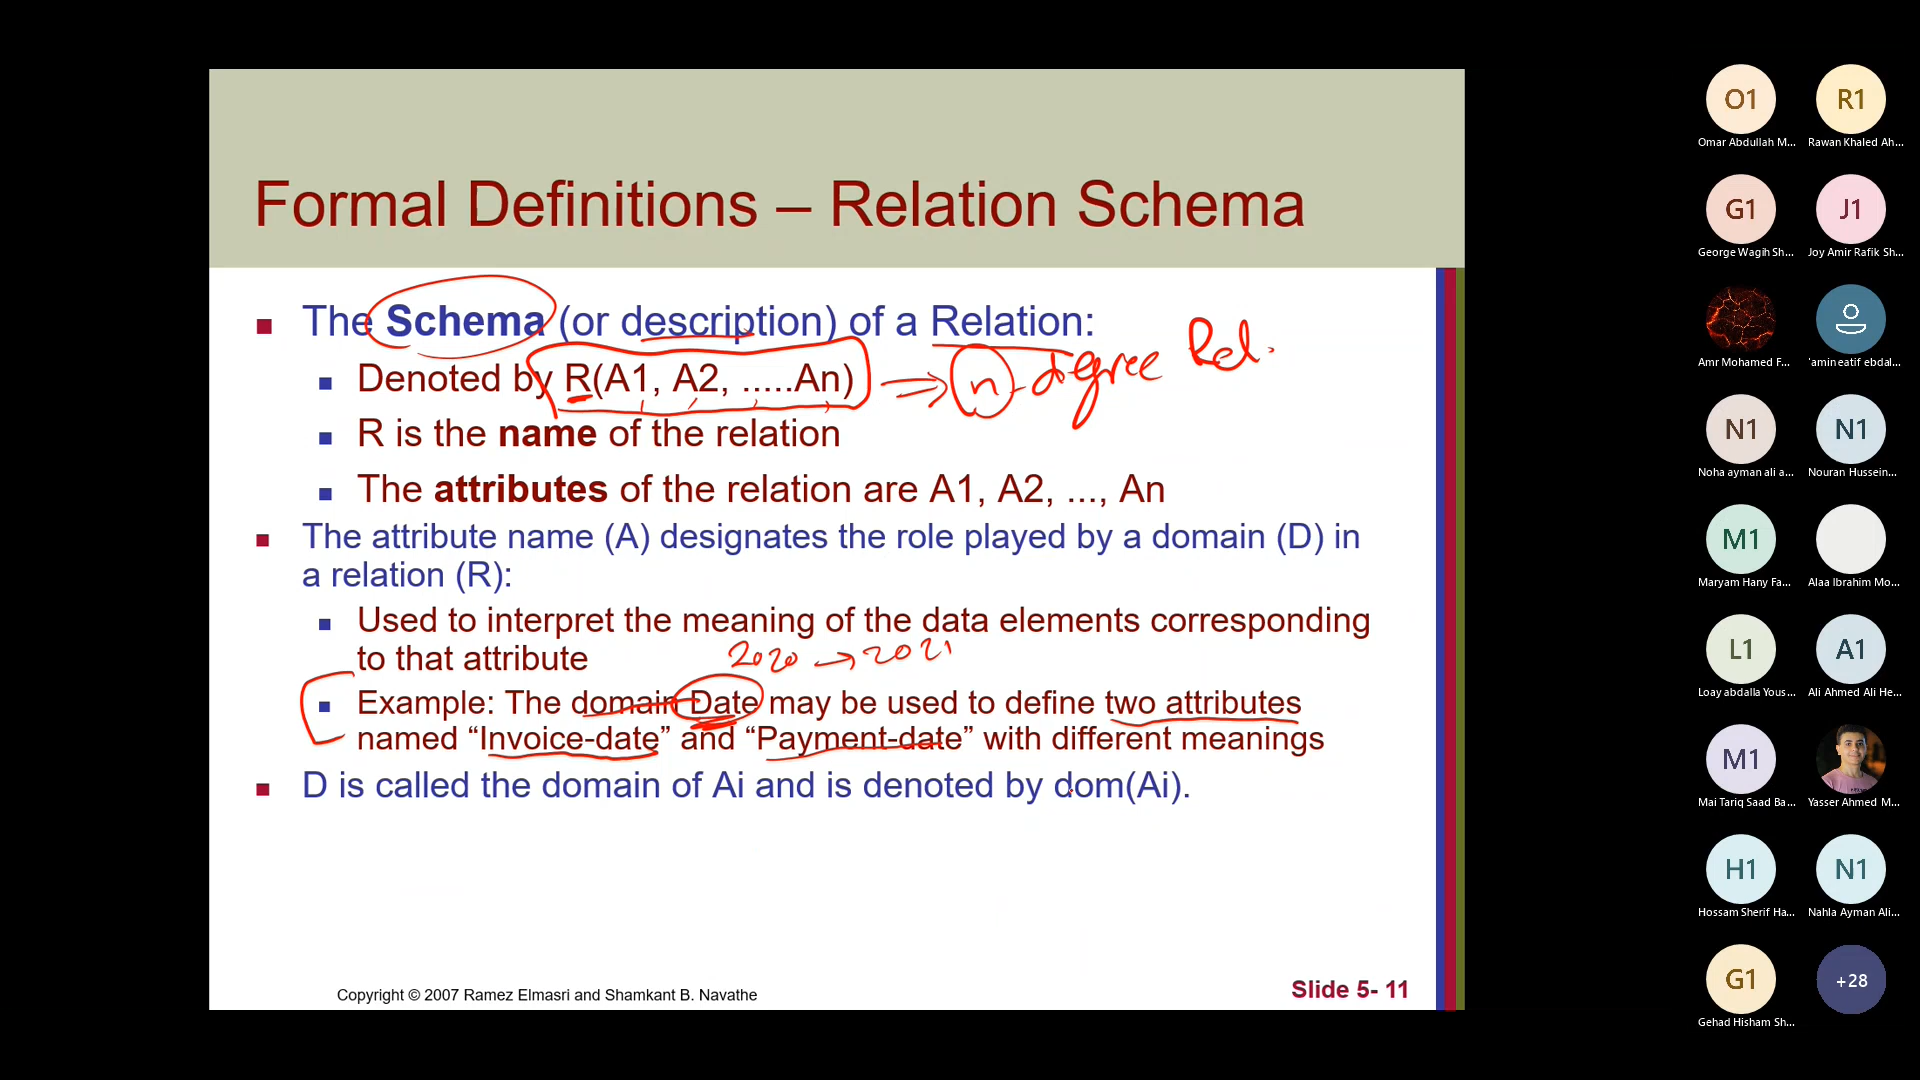 Formal Definitions – Relation Schema
The Schema (or description) of a Relation:
Denoted by R(A1, A2, .....An)
n-degree Rel.
R is the name of the relation
The attributes of the relation are A1, A2, ..., An
The attribute name (A) designates the role played by a domain (D) in
a relation (R):
Used to interpret the meaning of the data elements corresponding
to that attribute
2020 → 2021
Example: The domain Date may be used to define two attributes
named “Invoice-date” and “Payment-date” with different meanings
D is called the domain of Ai and is denoted by dom(Ai).
Copyright © 2007 Ramez Elmasri and Shamkant B. Navathe
Slide 5- 11
O1
R1
Omar Abdullah M...
Rawan Khaled Ah...
G1
J1
George Wagih Sh...
Joy Amir Rafik Sh...
Amr Mohamed F...
'amin eatif ebdal...
N1
N1
Noha ayman ali a...
Nouran Hussein...
M1
Maryam Hany Fa...
Alaa Ibrahim Mo...
L1
A1
Loay abdalla Yous...
Ali Ahmed Ali He...
M1
Mai Tariq Saad Ba...
Yasser Ahmed M...
H1
N1
Hossam Sherif Ha...
Nahla Ayman Ali...
G1
+28
Gehad Hisham Sh...